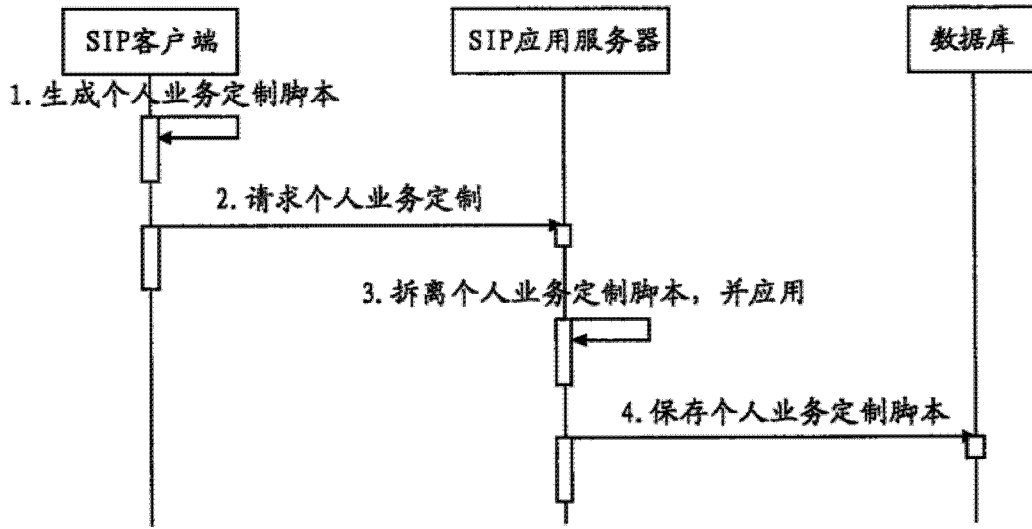 SIP客户端
SIP应用服务器
数据库
1.生成个人业务定制脚本
2.请求个人业务定制
3.拆离个人业务定制脚本，并应用
4.保存个人业务定制脚本